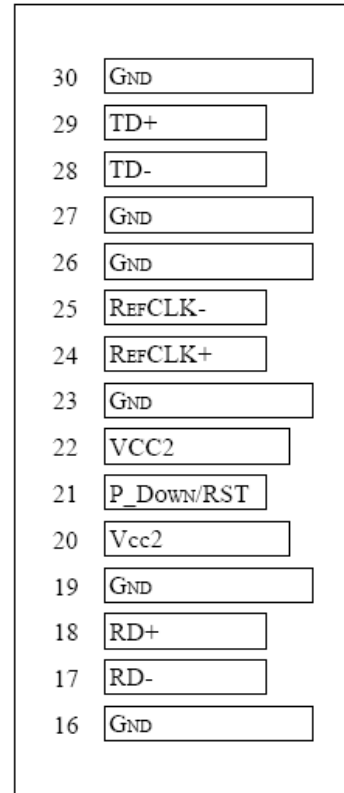 30 GND
29 TD+
28 TD-
27 GND
26 GND
25 REFCLK-
24 REFCLK+
23 GND
22 VCC2
21 P_DOWN/RST
20 Vcc2
19 GND
18 RD+
17 RD-
16 GND